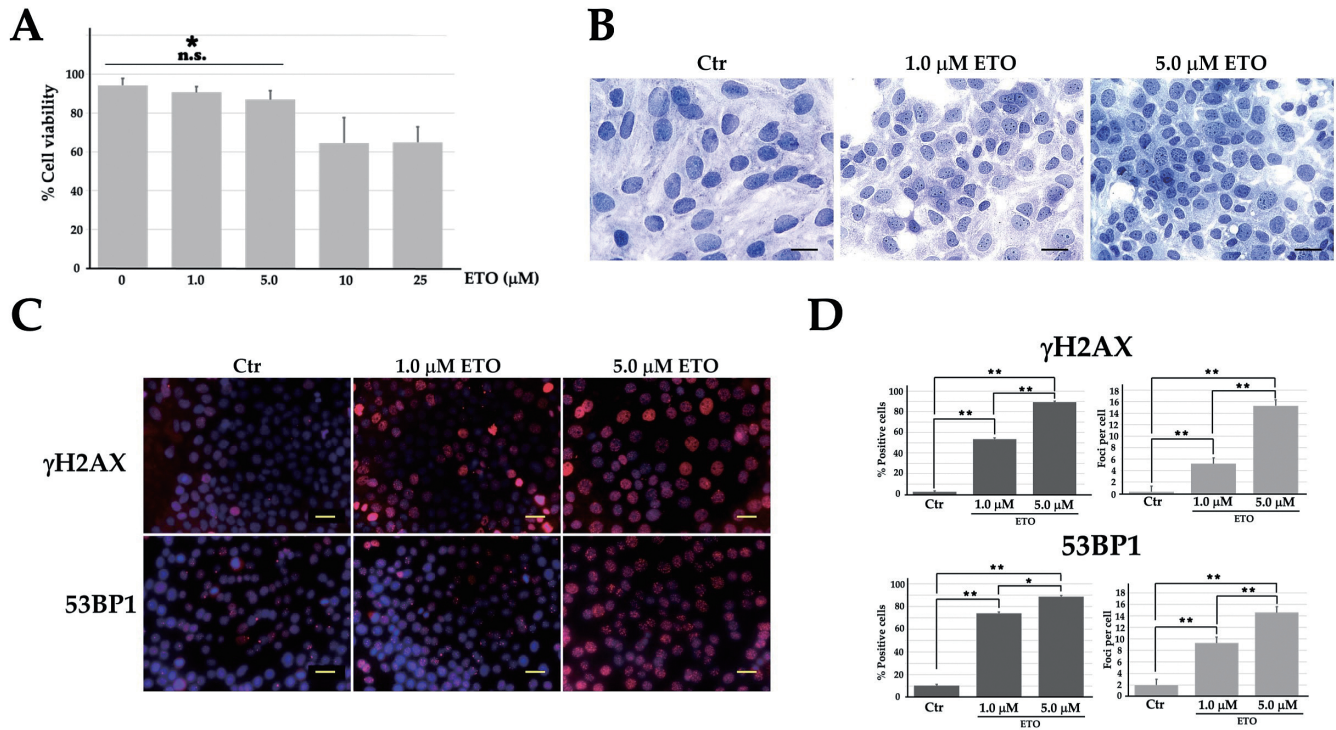 A
*
n.s.
% Cell viability
100
80
60
40
20
0
0 1.0 5.0 10 25 ETO (μM)
B
Ctr 1.0 μM ETO 5.0 μM ETO
C
Ctr 1.0 μM ETO 5.0 μM ETO
γH2AX
53BP1
D
γH2AX
% Positive cells
100
80
60
40
20
0
**
**
**
Ctr 1.0 μM 5.0 μM
ETO
Foci per cell
18
16
14
12
10
8
6
4
2
0
**
**
**
Ctr 1.0 μM 5.0 μM
ETO
53BP1
% Positive cells
100
80
60
40
20
0
**
*
**
Ctr 1.0 μM 5.0 μM
ETO
Foci per cell
18
16
14
12
10
8
6
4
2
0
**
**
**
Ctr 1.0 μM 5.0 μM
ETO